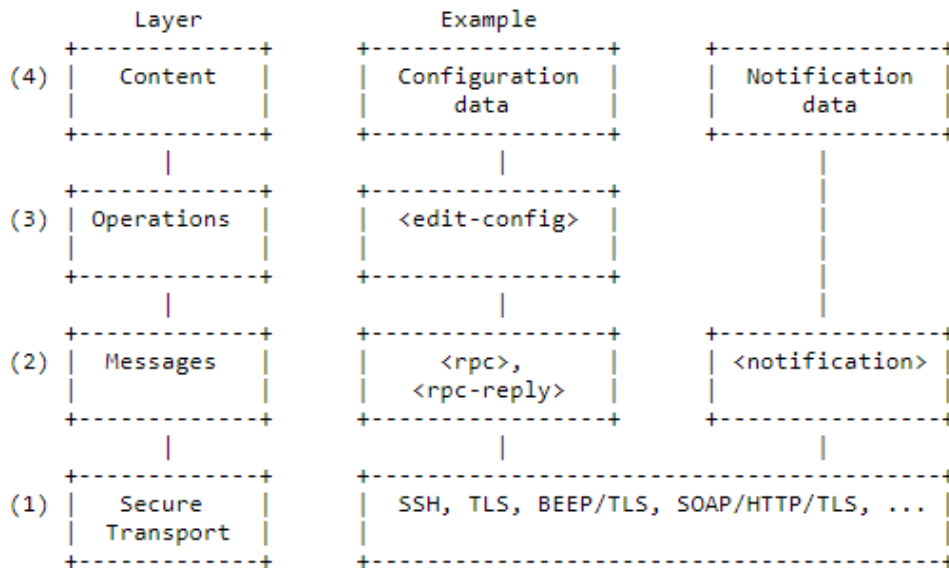 Layer Example
(4) Content Configuration Notification
data data
(3) Operations <edit-config>
(2) Messages <rpc>, <notification>
<rpc-reply>
(1) Secure SSH, TLS, BEEP/TLS, SOAP/HTTP/TLS, ...
Transport